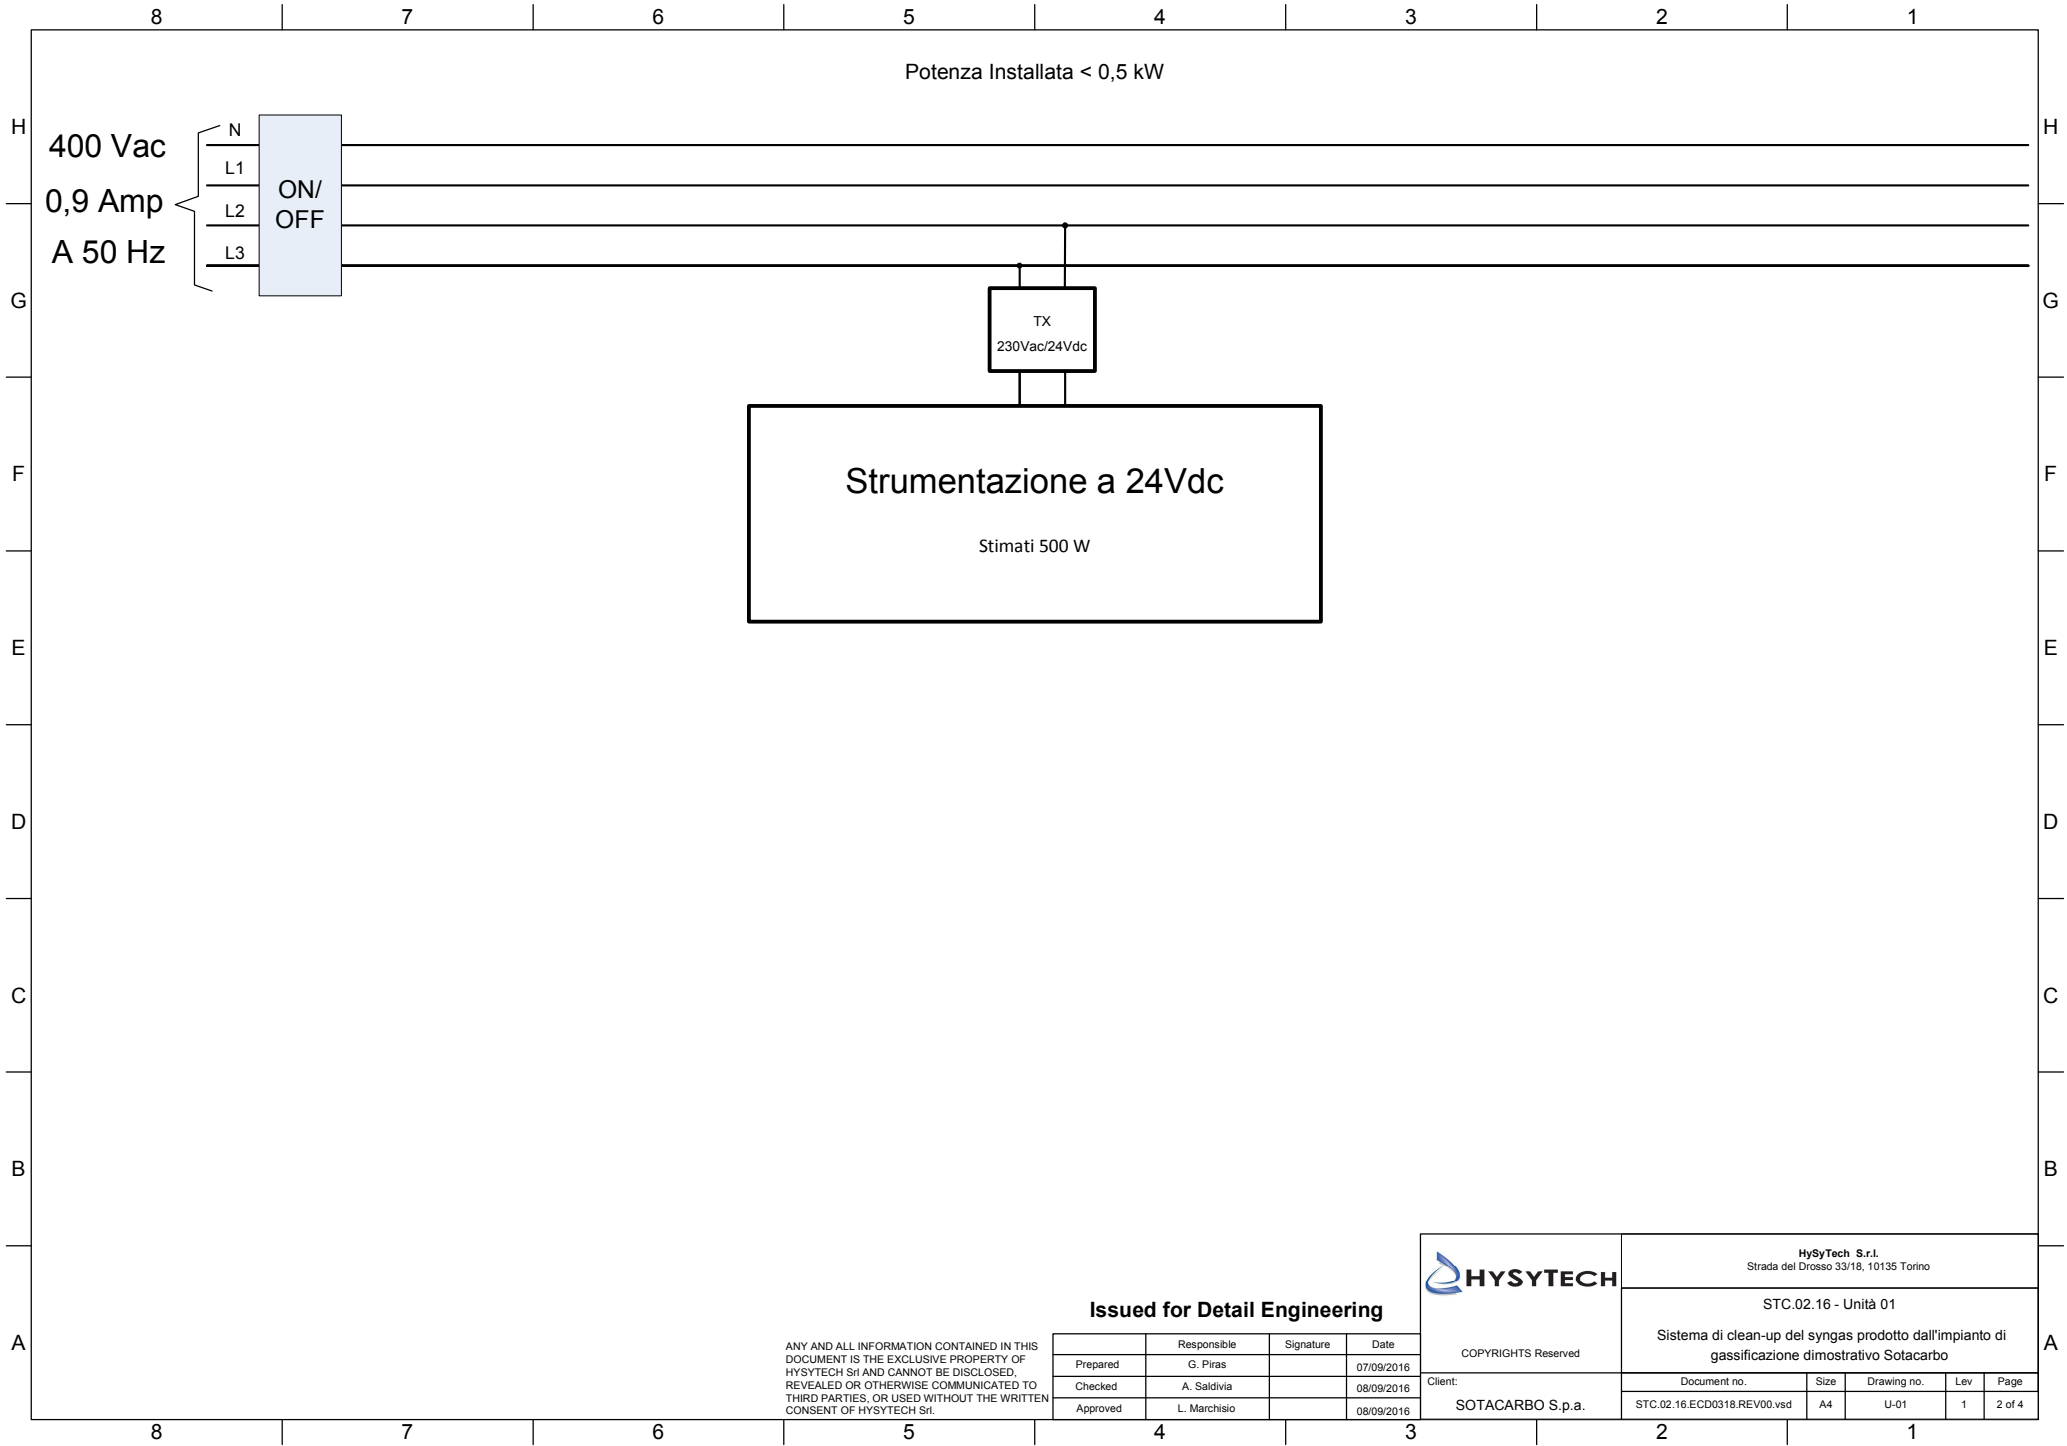 8 7 6 5 4 3 2 1
Potenza Installata < 0,5 kW
H H
N
400 Vac
L1
ON/
OFF
0,9 Amp
L2
A 50 Hz
L3
G G
TX
230Vac/24Vdc
F F
Strumentazione a 24Vdc
Stimati 500 W
E E
D D
C C
B B
A A
Issued for Detail Engineering
ANY AND ALL INFORMATION CONTAINED IN THIS
DOCUMENT IS THE EXCLUSIVE PROPERTY OF
HYSYTECH Srl AND CANNOT BE DISCLOSED,
REVEALED OR OTHERWISE COMMUNICATED TO
THIRD PARTIES, OR USED WITHOUT THE WRITTEN
CONSENT OF HYSYTECH Srl.
Responsible Signature Date
Prepared G. Piras 07/09/2016
Checked A. Saldivia 08/09/2016
Approved L. Marchisio 08/09/2016
HYSYTECH
COPYRIGHTS Reserved
Client:
SOTACARBO S.p.a.
HySyTech S.r.l.
Strada del Drosso 33/18, 10135 Torino
STC.02.16 - Unità 01
Sistema di clean-up del syngas prodotto dall'impianto di
gassificazione dimostrativo Sotacarbo
Document no. Size Drawing no. Lev Page
STC.02.16.ECD0318.REV00.vsd A4 U-01 1 2 of 4
8 7 6 5 4 3 2 1